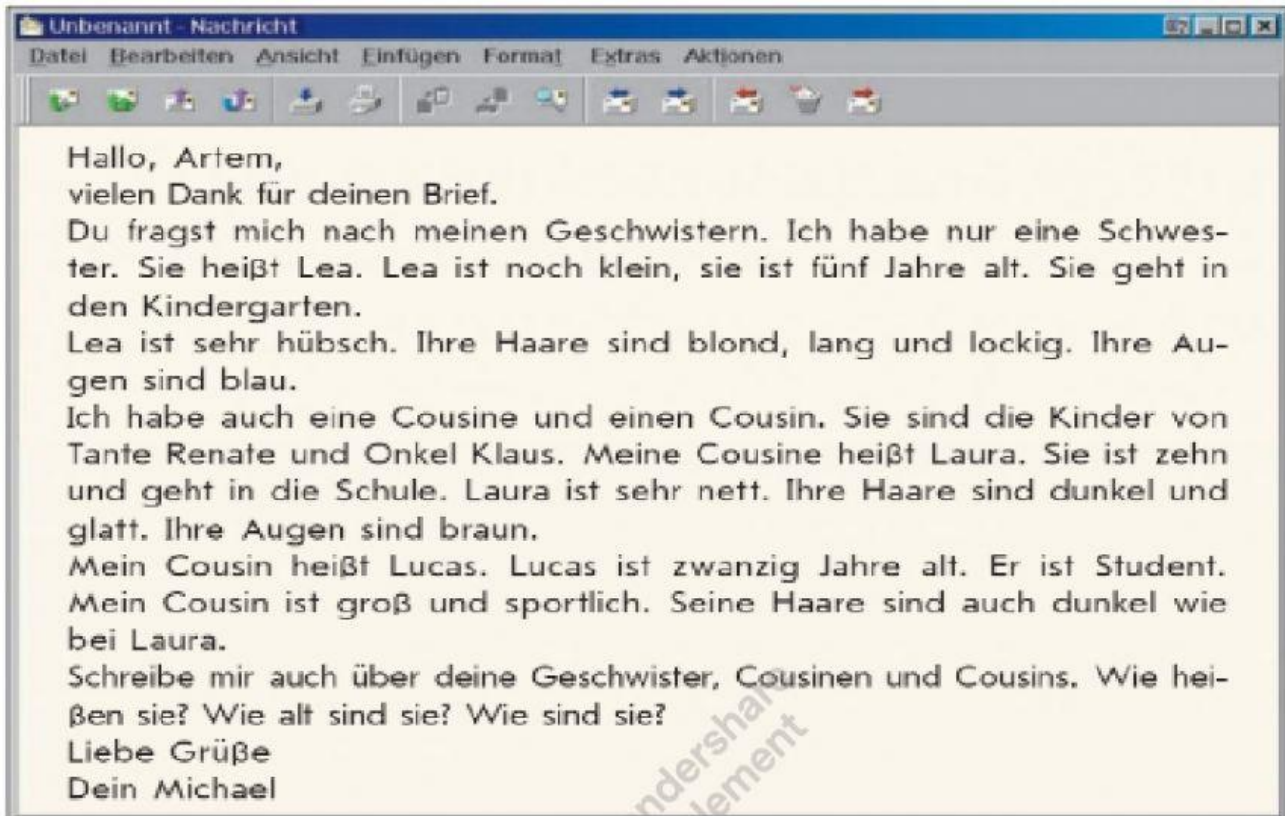 Unbenannt - Nachricht
Datei Bearbeiten Ansicht Einfügen Format Extras Aktionen
Hallo, Artem,
vielen Dank für deinen Brief.
Du fragst mich nach meinen Geschwistern. Ich habe nur eine Schwes-
ter. Sie heißt Lea. Lea ist noch klein, sie ist fünf Jahre alt. Sie geht in
den Kindergarten.
Lea ist sehr hübsch. Ihre Haare sind blond, lang und lockig. Ihre Au-
gen sind blau.
Ich habe auch eine Cousine und einen Cousin. Sie sind die Kinder von
Tante Renate und Onkel Klaus. Meine Cousine heißt Laura. Sie ist zehn
und geht in die Schule. Laura ist sehr nett. Ihre Haare sind dunkel und
glatt. Ihre Augen sind braun.
Mein Cousin heißt Lucas. Lucas ist zwanzig Jahre alt. Er ist Student.
Mein Cousin ist groß und sportlich. Seine Haare sind auch dunkel wie
bei Laura.
Schreibe mir auch über deine Geschwister, Cousinen und Cousins. Wie hei-
ßen sie? Wie alt sind sie? Wie sind sie?
Liebe Grüße
Dein Michael